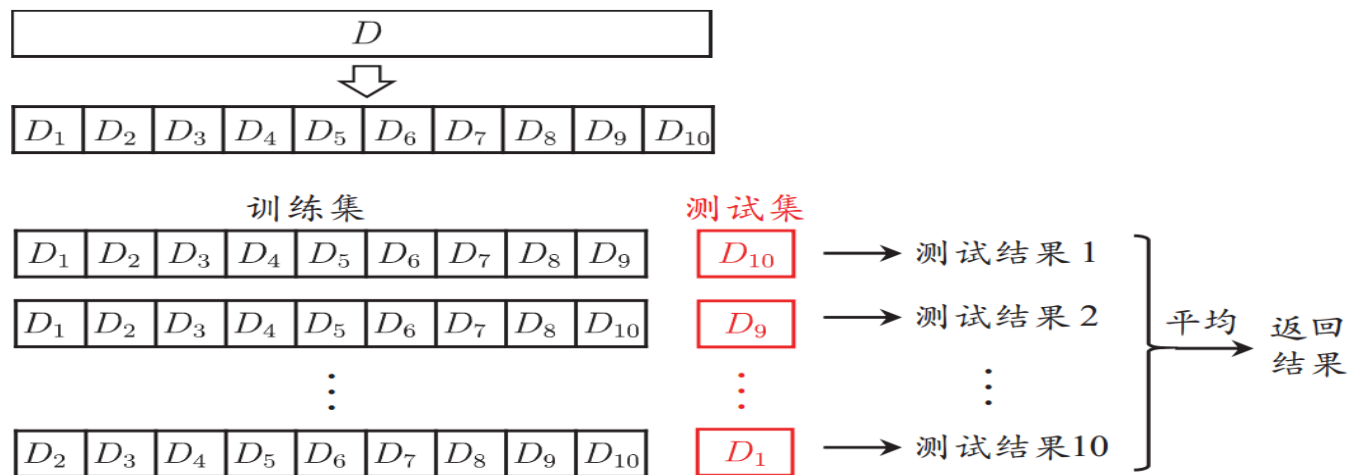 D
D₁ D₂ D₃ D₄ D₅ D₆ D₇ D₈ D₉ D₁₀
训练集 测试集
D₁ D₂ D₃ D₄ D₅ D₆ D₇ D₈ D₉ D₁₀ 测试结果 1
D₁ D₂ D₃ D₄ D₅ D₆ D₇ D₈ D₁₀ D₉ 测试结果 2
平均 返回
结果
⋮ ⋮ ⋮
D₂ D₃ D₄ D₅ D₆ D₇ D₈ D₉ D₁₀ D₁ 测试结果10